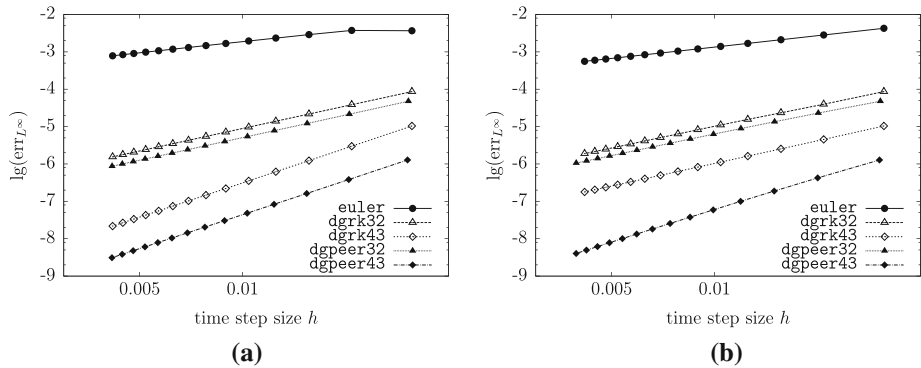 -2
-3
-4
-5
-6
-7
-8
-9
lg(err_{L^∞})
euler
dgrk32
dgrk43
dgpeer32
dgpeer43
0.005
0.01
time step size h
(a)
-2
-3
-4
-5
-6
-7
-8
-9
lg(err_{L^∞})
euler
dgrk32
dgrk43
dgpeer32
dgpeer43
0.005
0.01
time step size h
(b)